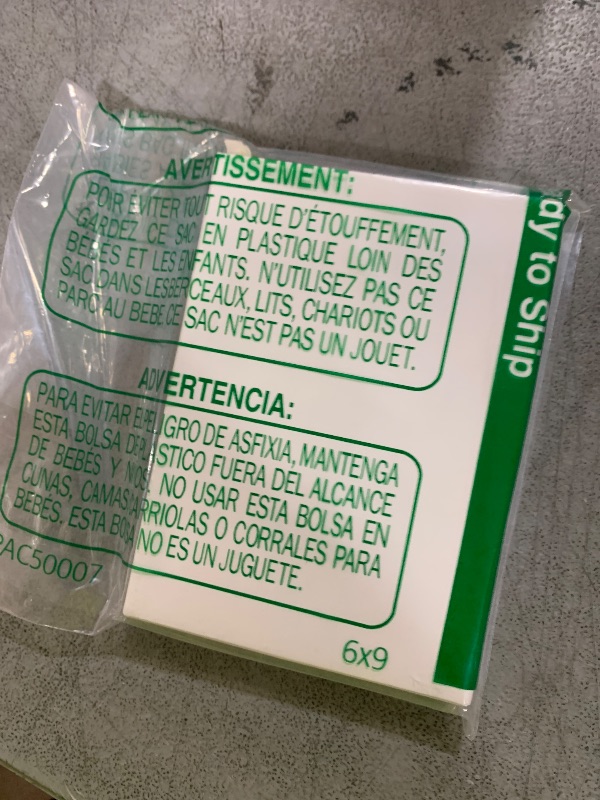 AVERTISSEMENT:
POIR ÉVITER TOUT RISQUE D'ÉTOUFFEMENT,
GARDEZ CE SAC EN PLASTIQUE LOIN DES
BÉBÉS ET LES ENFANTS. N'UTILISEZ PAS CE
SAC DANS LES BERCEAUX, LITS, CHARIOTS OU
PARC AU BEBE. CE SAC N'EST PAS UN JOUET.
ADVERTENCIA:
PARA EVITAR EL PELIGRO DE ASFIXIA, MANTENGA
ESTA BOLSA DE PLÁSTICO FUERA DEL ALCANCE
DE BEBÉS Y NIÑOS. NO USAR ESTA BOLSA EN
CUNAS, CAMAS, CARRIOLAS O CORRALES PARA
BEBÉS. ESTA BOLSA NO ES UN JUGUETE.
PAC50007
6x9
dy to Ship